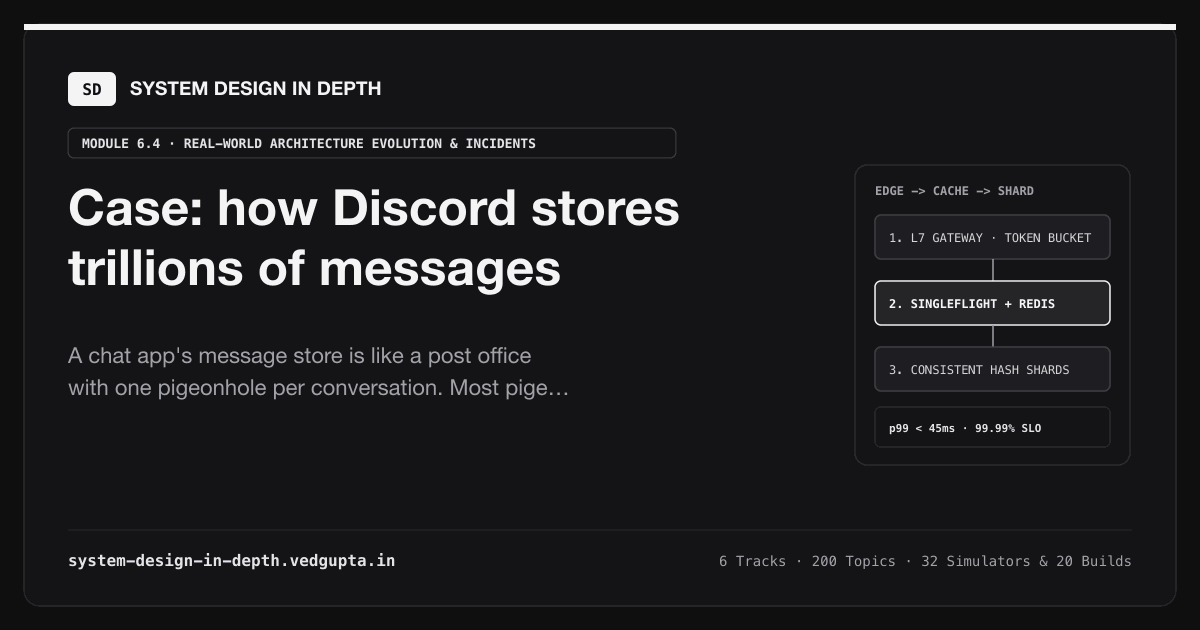 SD SYSTEM DESIGN IN DEPTH
MODULE 6.4 · REAL-WORLD ARCHITECTURE EVOLUTION & INCIDENTS
Case: how Discord stores
trillions of messages
A chat app's message store is like a post office
with one pigeonhole per conversation. Most pige…
EDGE -> CACHE -> SHARD
1. L7 GATEWAY · TOKEN BUCKET
2. SINGLEFLIGHT + REDIS
3. CONSISTENT HASH SHARDS
p99 < 45ms · 99.99% SLO
system-design-in-depth.vedgupta.in
6 Tracks · 200 Topics · 32 Simulators & 20 Builds